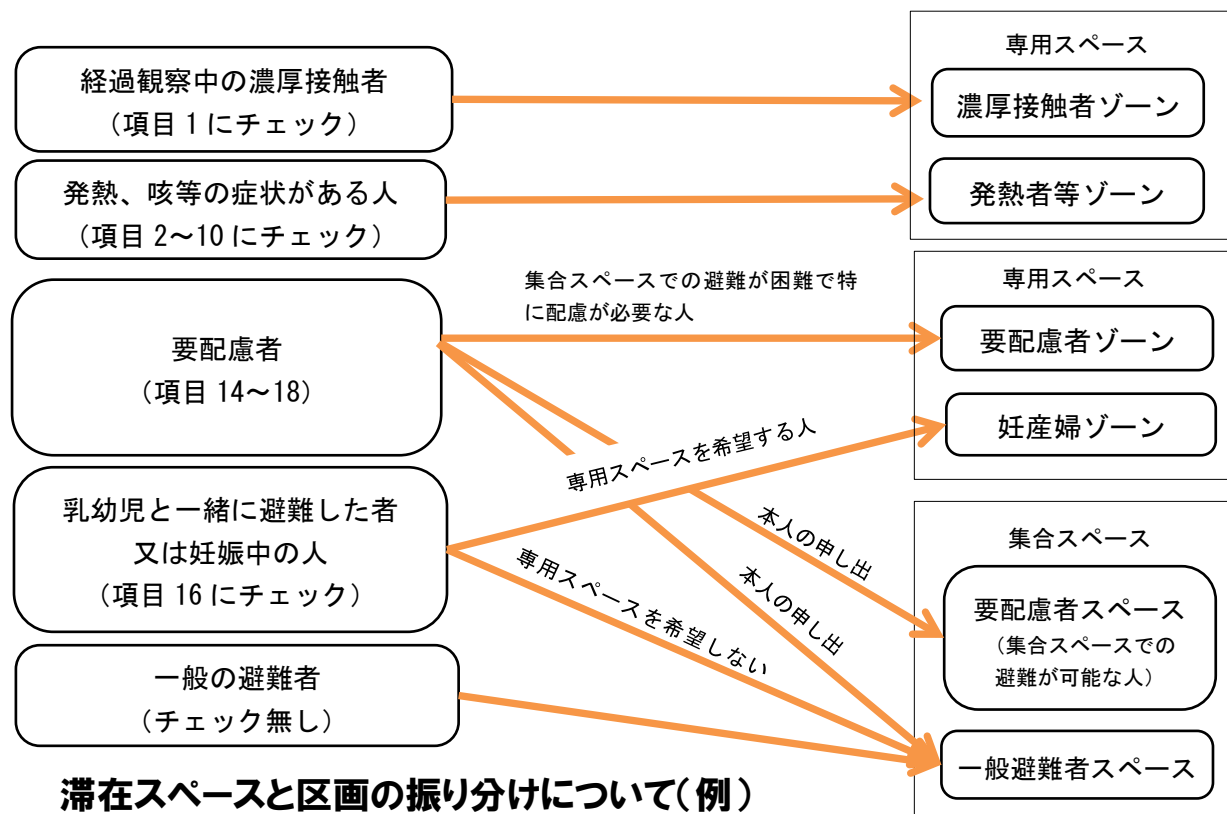 専用スペース
経過観察中の濃厚接触者
（項目 1 にチェック）
濃厚接触者ゾーン
発熱、咳等の症状がある人
（項目 2～10 にチェック）
発熱者等ゾーン
集合スペースでの避難が困難で特
に配慮が必要な人
専用スペース
要配慮者
（項目 14～18）
要配慮者ゾーン
妊産婦ゾーン
専用スペースを希望する人
乳幼児と一緒に避難した者
又は妊娠中の人
（項目 16 にチェック）
本人の申し出
本人の申し出
専用スペースを希望しない
集合スペース
要配慮者スペース
（集合スペースでの
避難が可能な人）
一般の避難者
（チェック無し）
一般避難者スペース
滞在スペースと区画の振り分けについて（例）